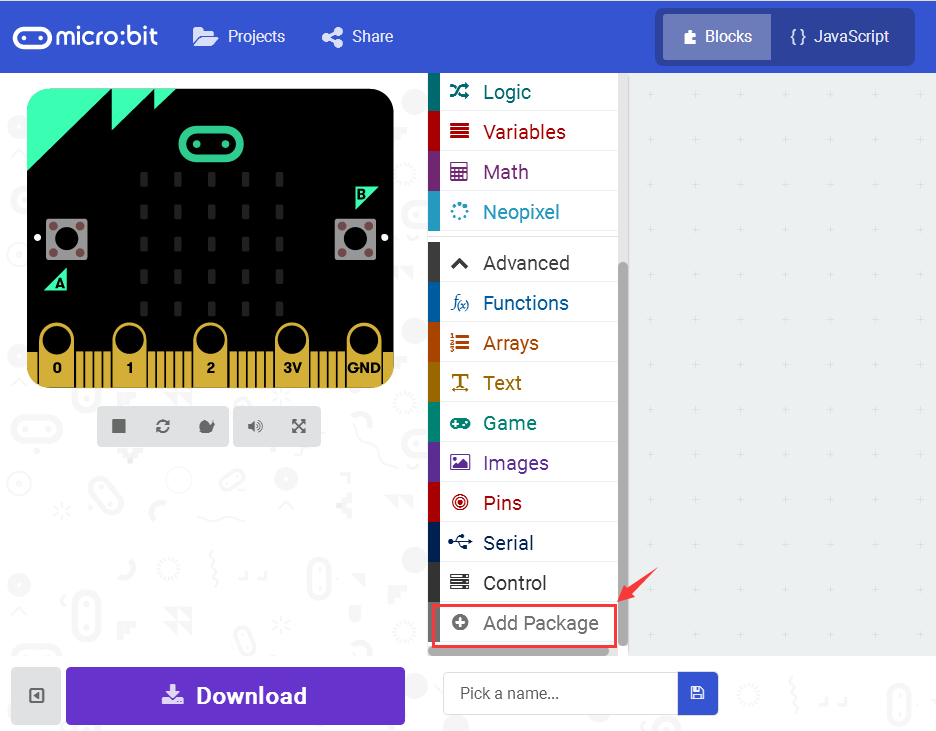 micro:bit Projects Share Blocks { } JavaScript
Logic
Variables
Math
Neopixel
Advanced
f(x) Functions
Arrays
Text
Game
Images
Pins
Serial
Control
Add Package
B
A
0 1 2 3V GND
Download
Pick a name...